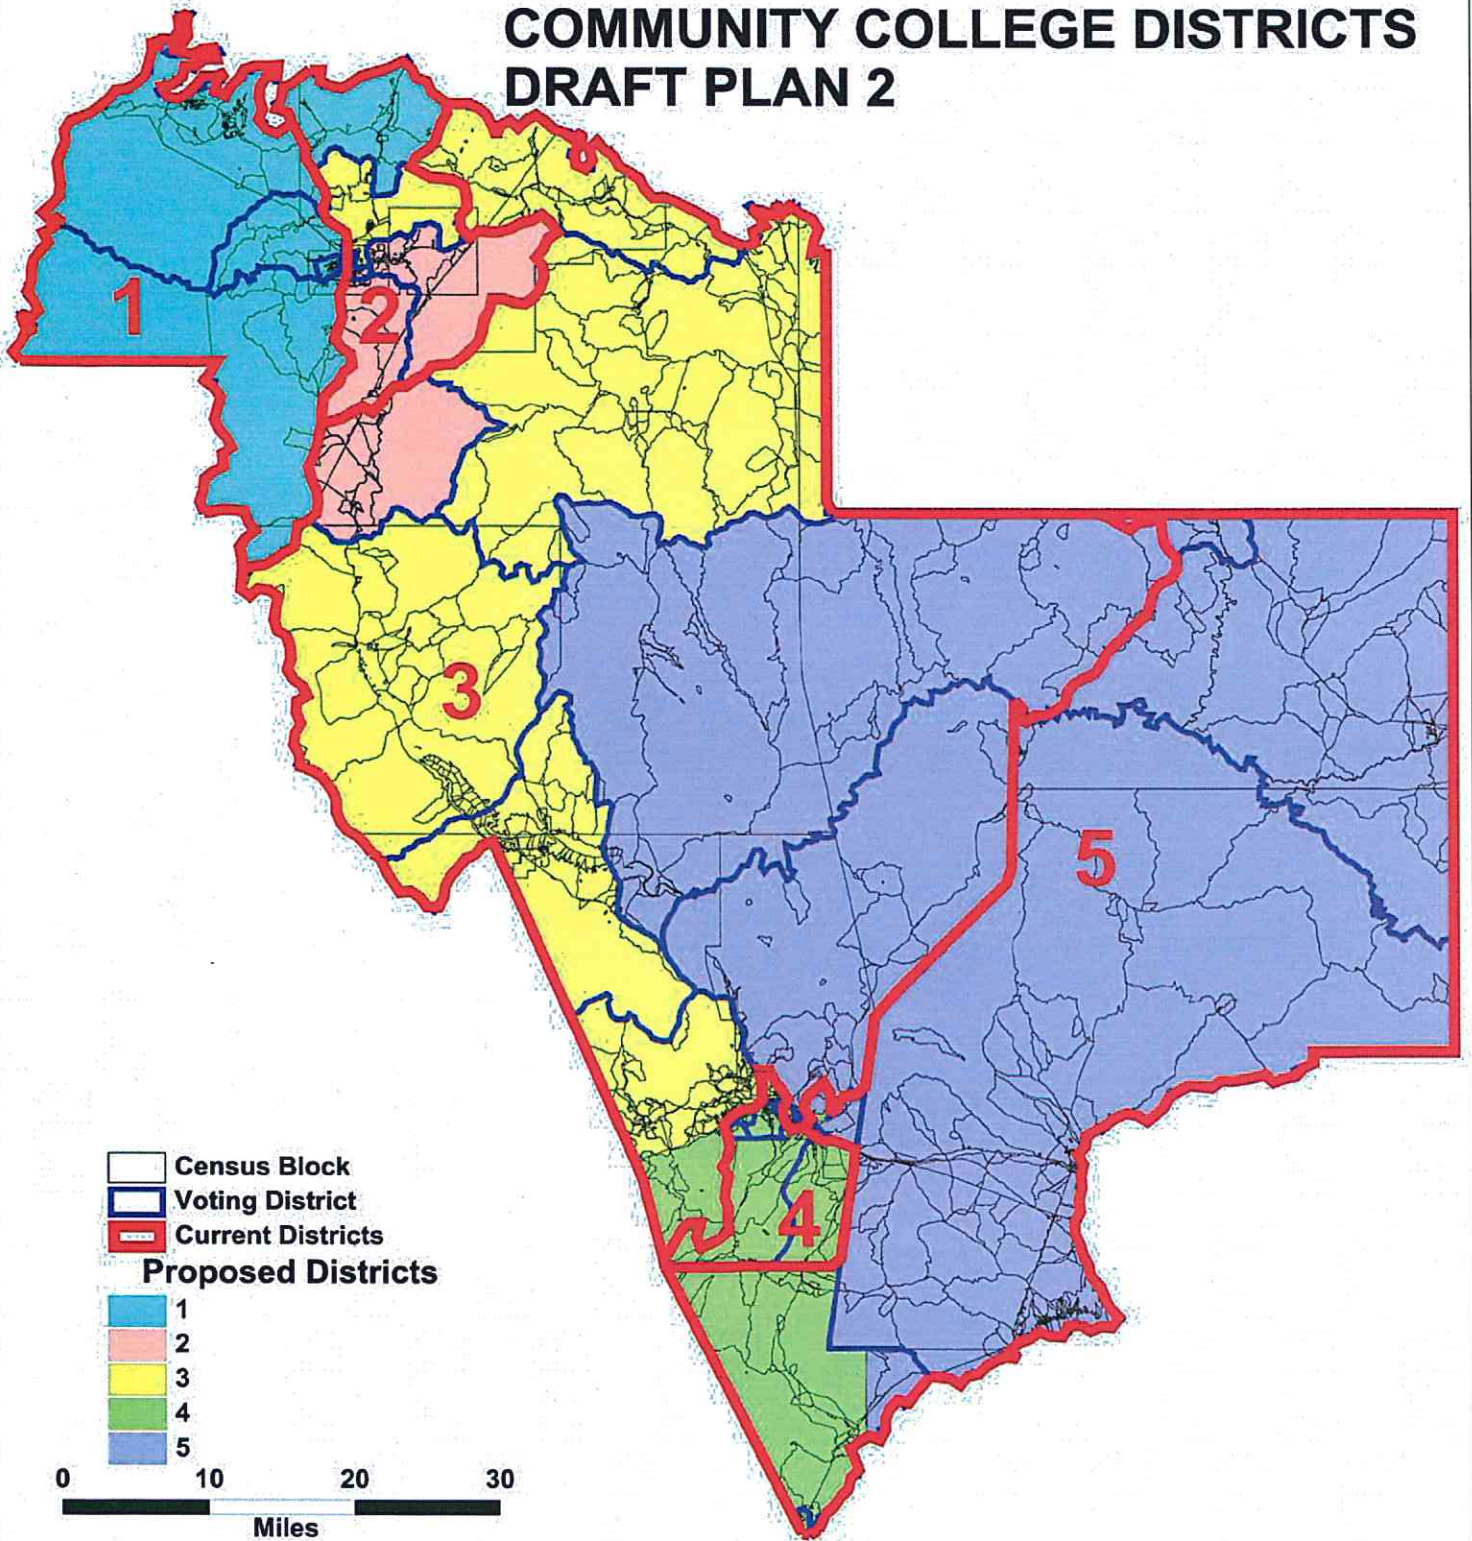 COMMUNITY COLLEGE DISTRICTS
DRAFT PLAN 2
1
2
3
5
4
Census Block
Voting District
Current Districts
Proposed Districts
1
2
3
4
5
0 10 20 30
Miles